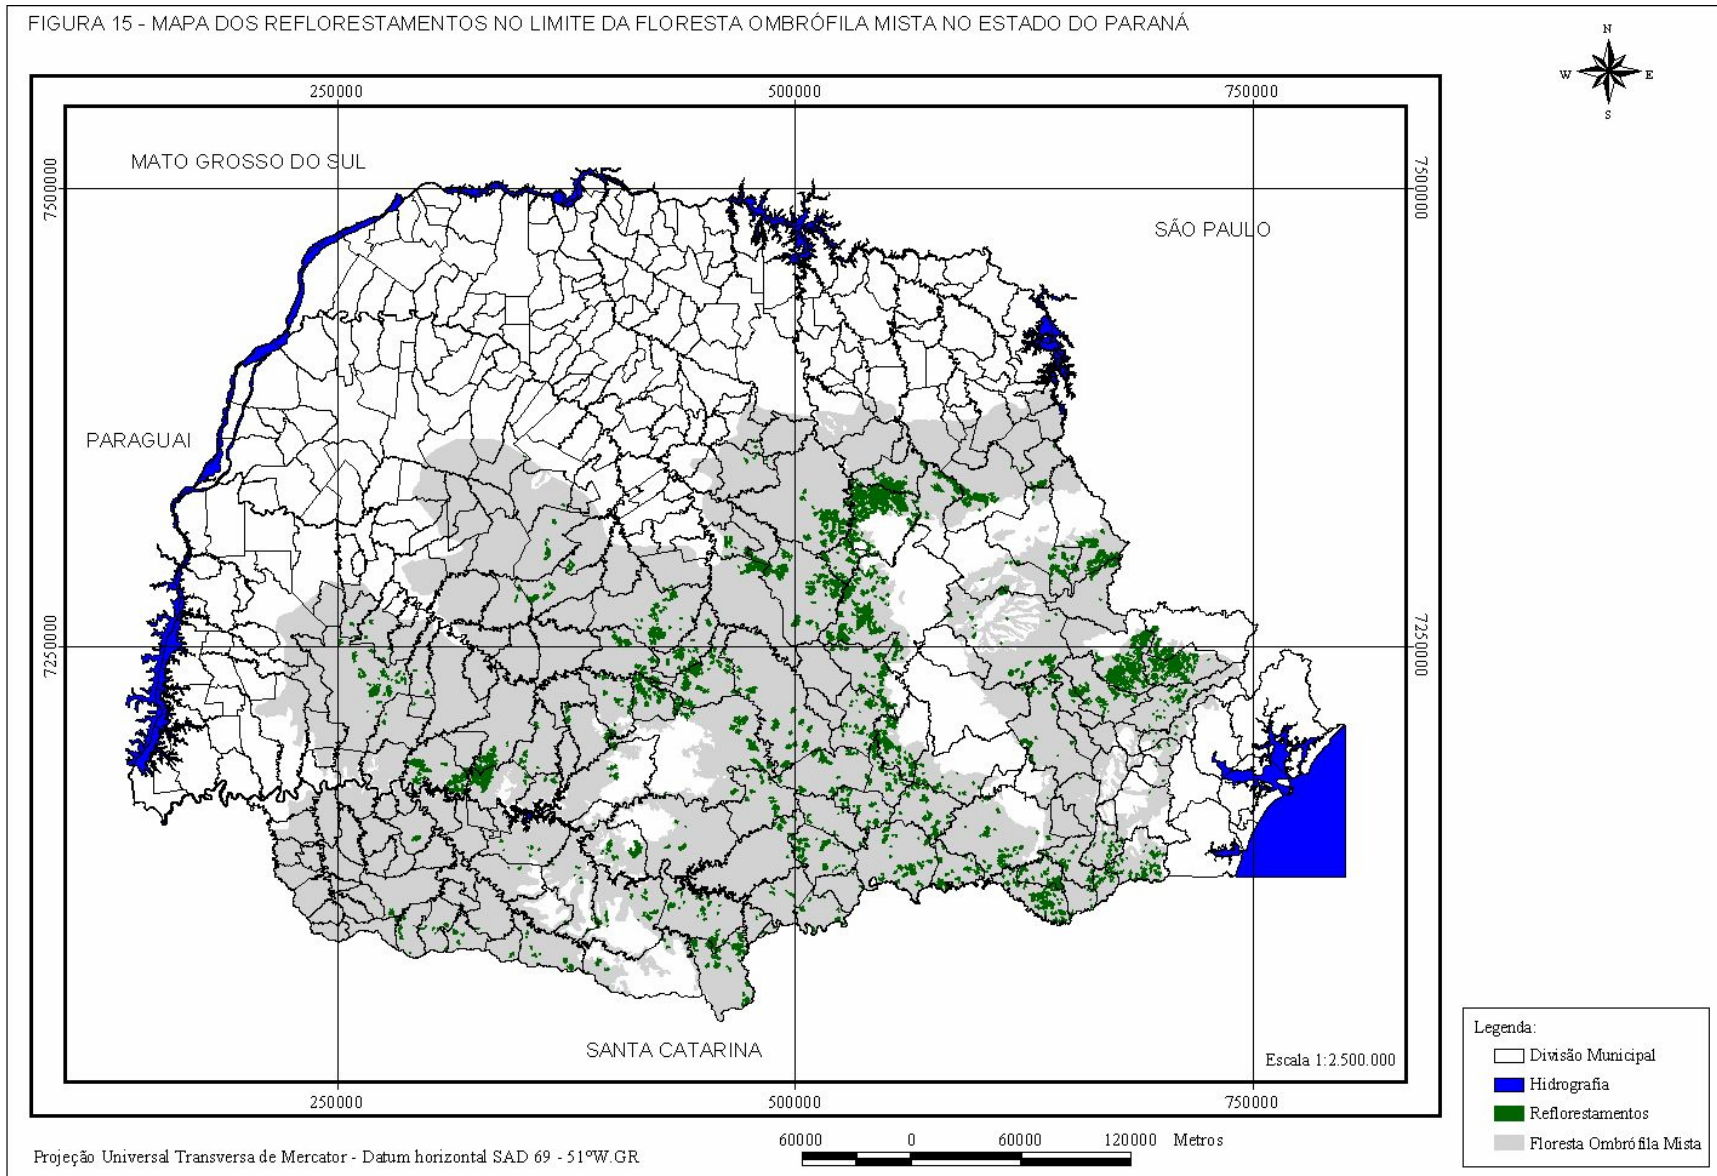 FIGURA 15 - MAPA DOS REFLORESTAMENTOS NO LIMITE DA FLORESTA OMBRÓFILA MISTA NO ESTADO DO PARANÁ
N
W
E
S
250000
500000
750000
MATO GROSSO DO SUL
7500000
7500000
SÃO PAULO
PARAGUAI
7250000
7250000
SANTA CATARINA
Escala 1:2.500.000
250000
500000
750000
Legenda:
Divisão Municipal
Hidrografia
Reflorestamentos
Floresta Ombrófila Mista
60000 0 60000 120000 Metros
Projeção Universal Transversa de Mercator - Datum horizontal SAD 69 - 51ºW.GR